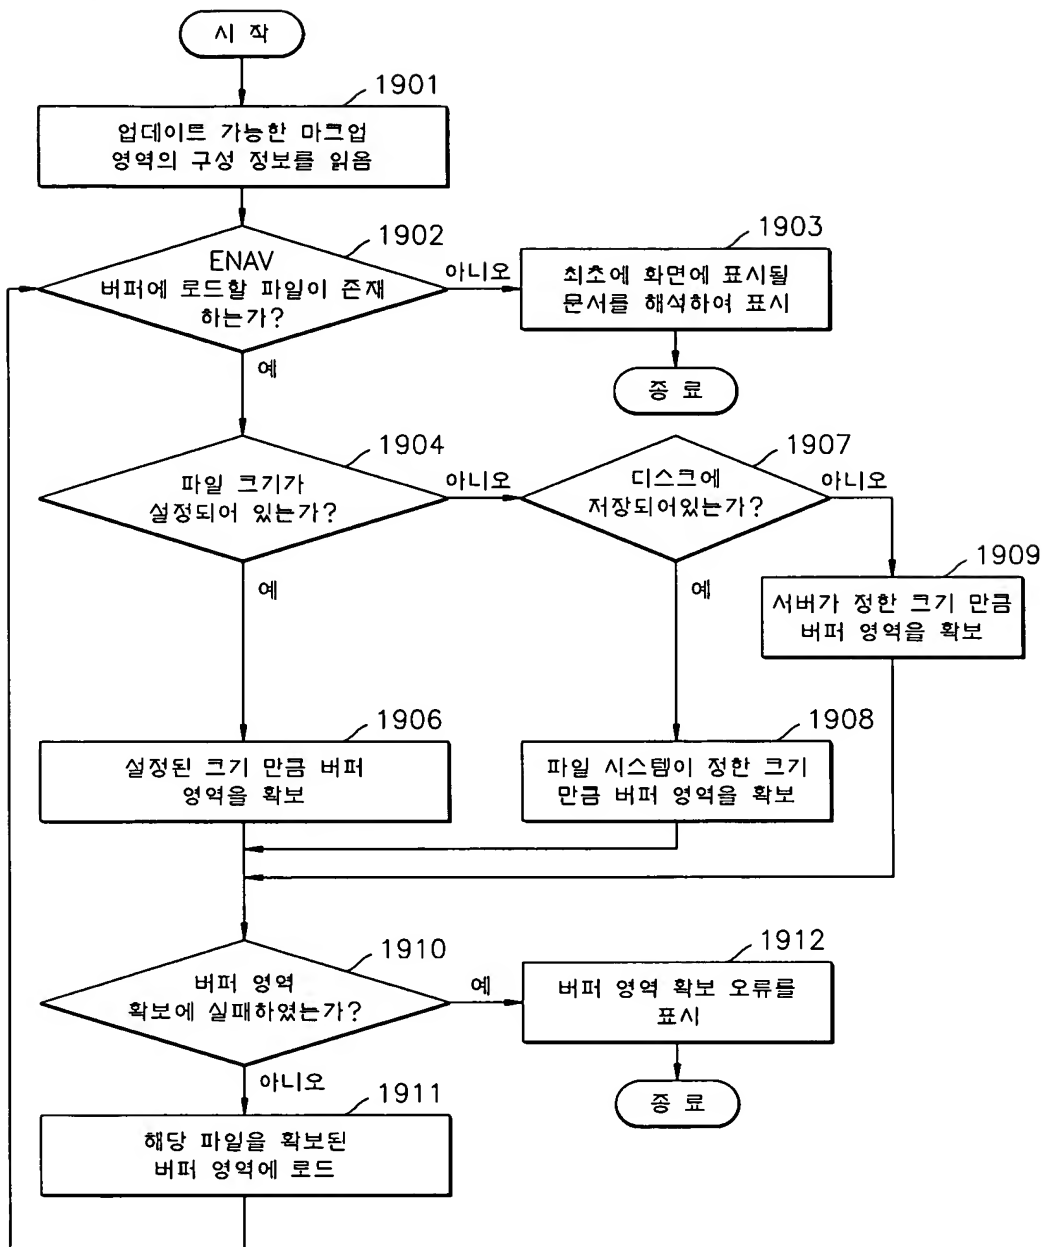 시 작
1901
업데이트 가능한 마크업
영역의 구성 정보를 읽음
1902
ENAV
버퍼에 로드할 파일이 존재
하는가?
아니오
1903
최초에 화면에 표시될
문서를 해석하여 표시
종 료
예
1904
파일 크기가
설정되어 있는가?
아니오
1907
디스크에
저장되어있는가?
아니오
예
예
1909
서버가 정한 크기 만큼
버퍼 영역을 확보
1906
설정된 크기 만큼 버퍼
영역을 확보
1908
파일 시스템이 정한 크기
만큼 버퍼 영역을 확보
1910
버퍼 영역
확보에 실패하였는가?
예
1912
버퍼 영역 확보 오류를
표시
종 료
아니오
1911
해당 파일을 확보된
버퍼 영역에 로드